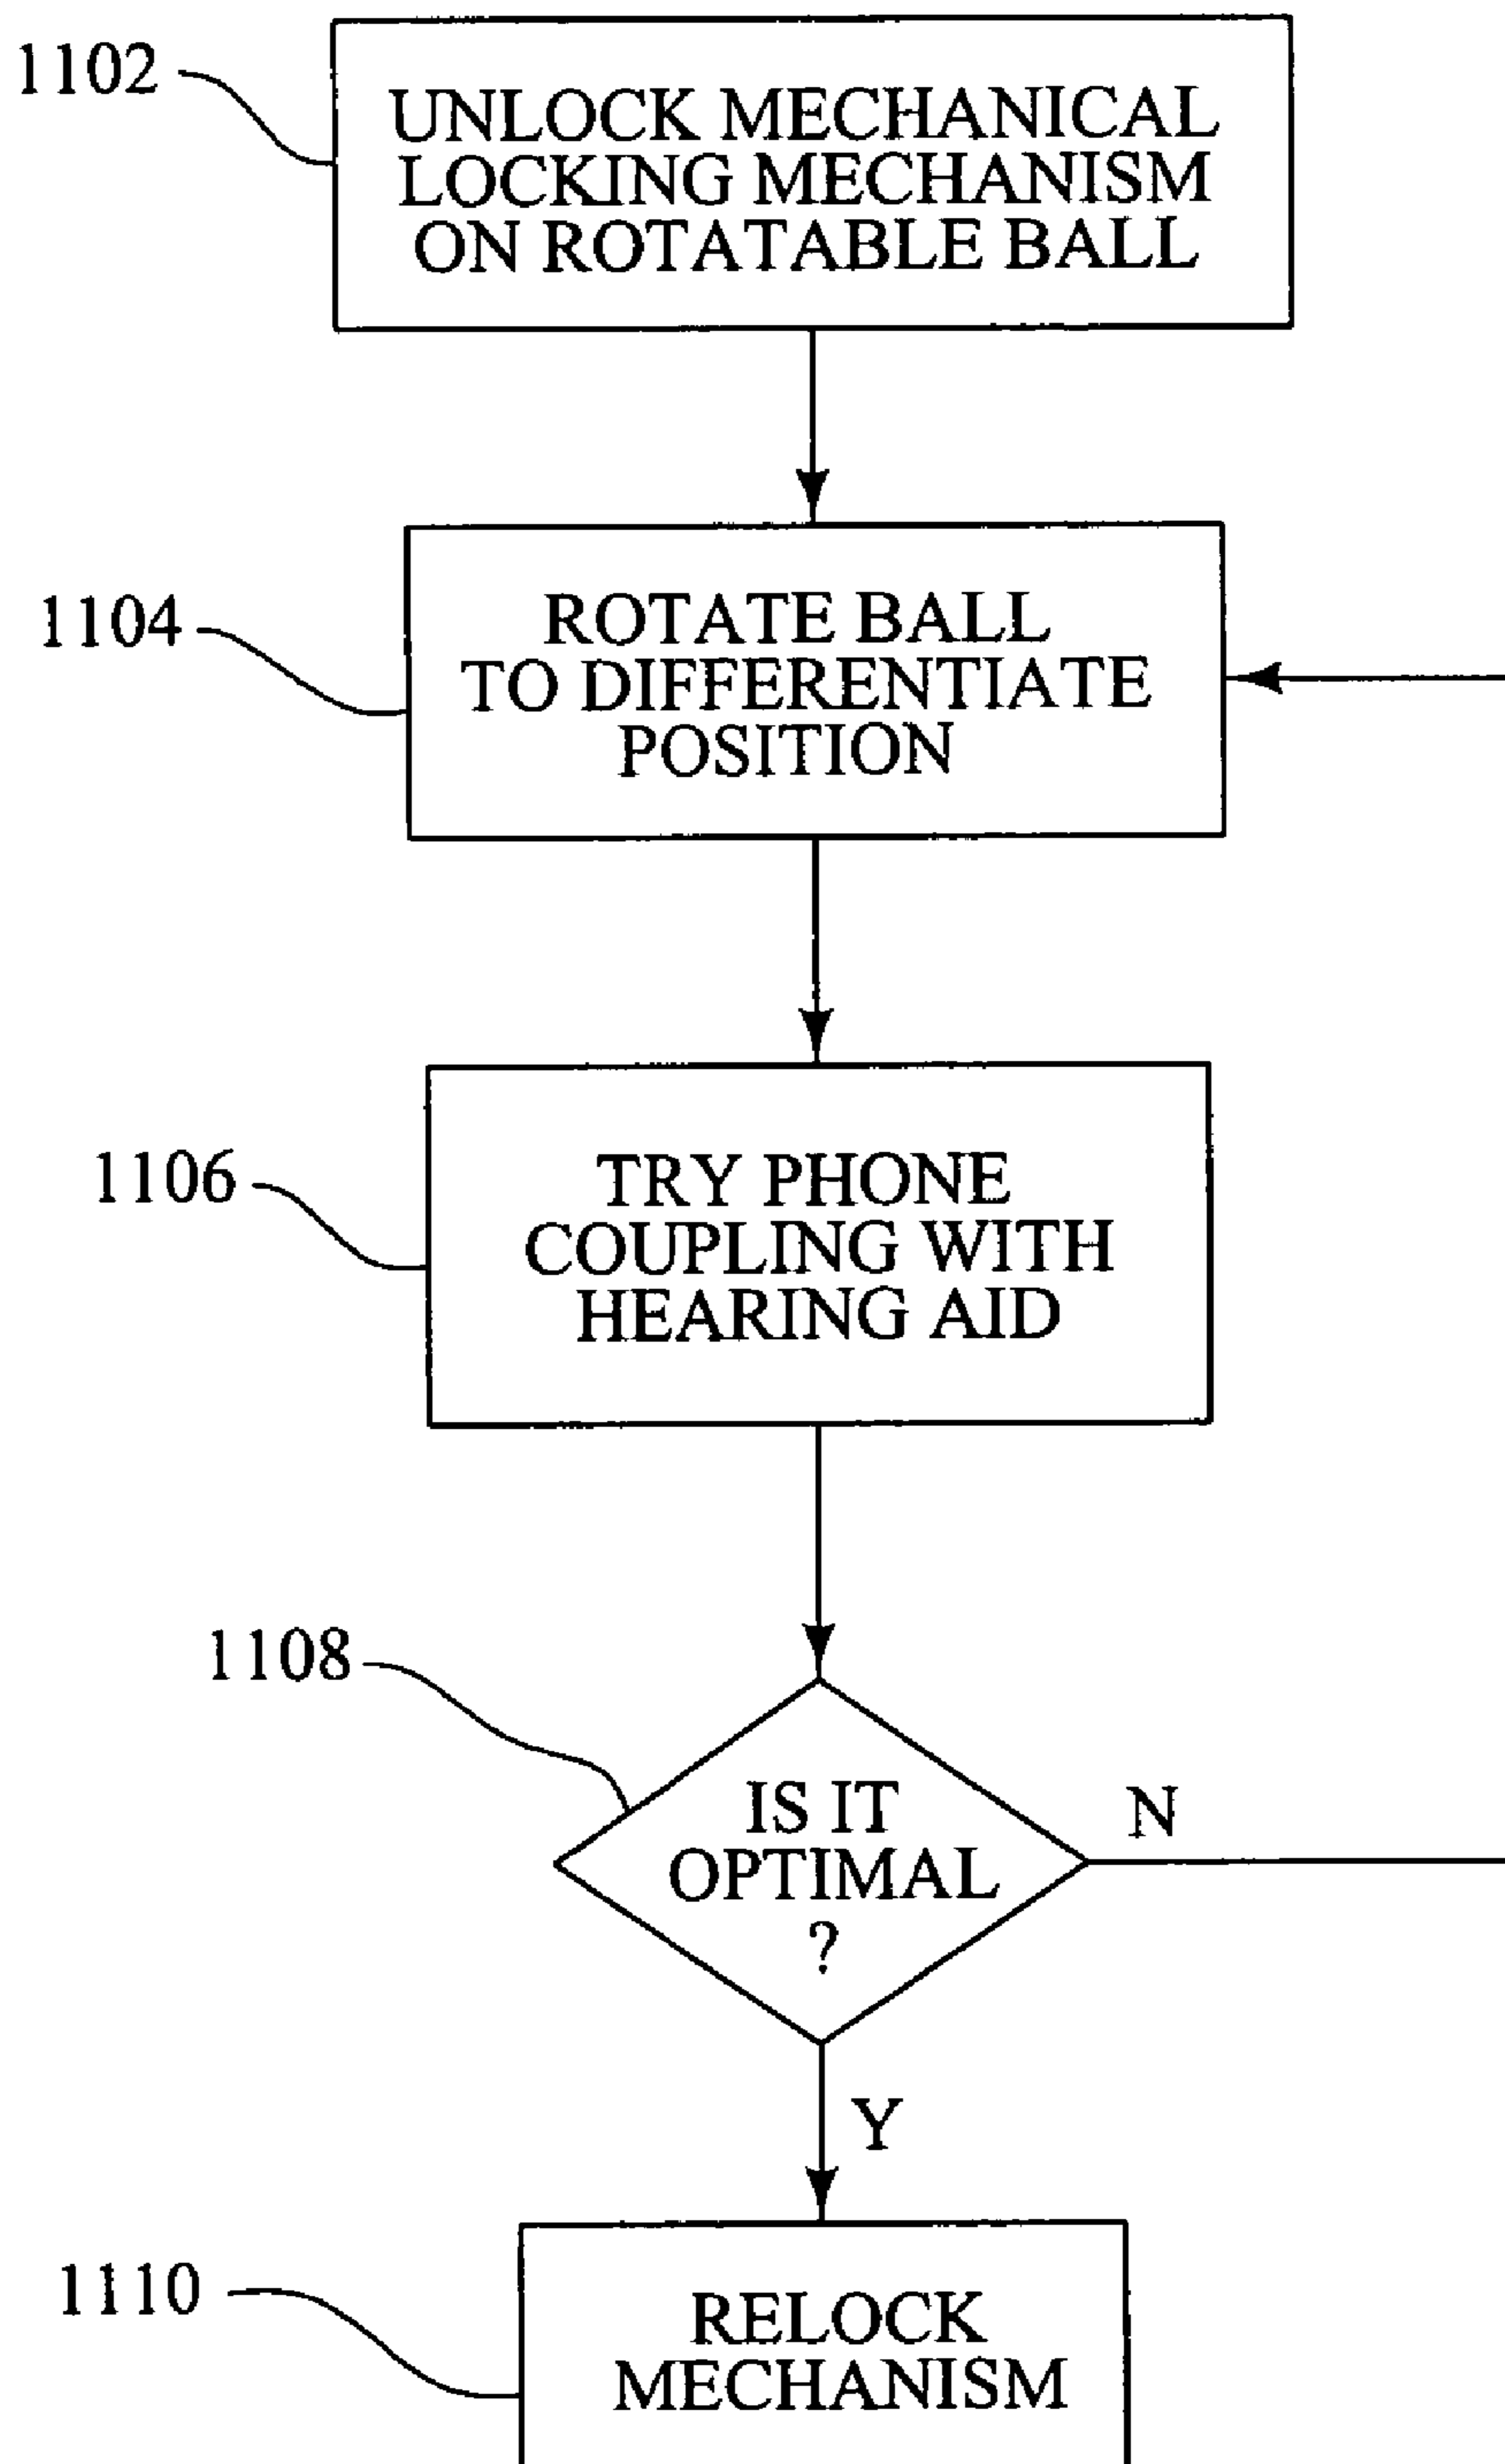 1102
UNLOCK MECHANICAL
LOCKING MECHANISM
ON ROTATABLE BALL
1104
ROTATE BALL
TO DIFFERENTIATE
POSITION
1106
TRY PHONE
COUPLING WITH
HEARING AID
1108
IS IT
OPTIMAL
?
N
Y
1110
RELOCK
MECHANISM